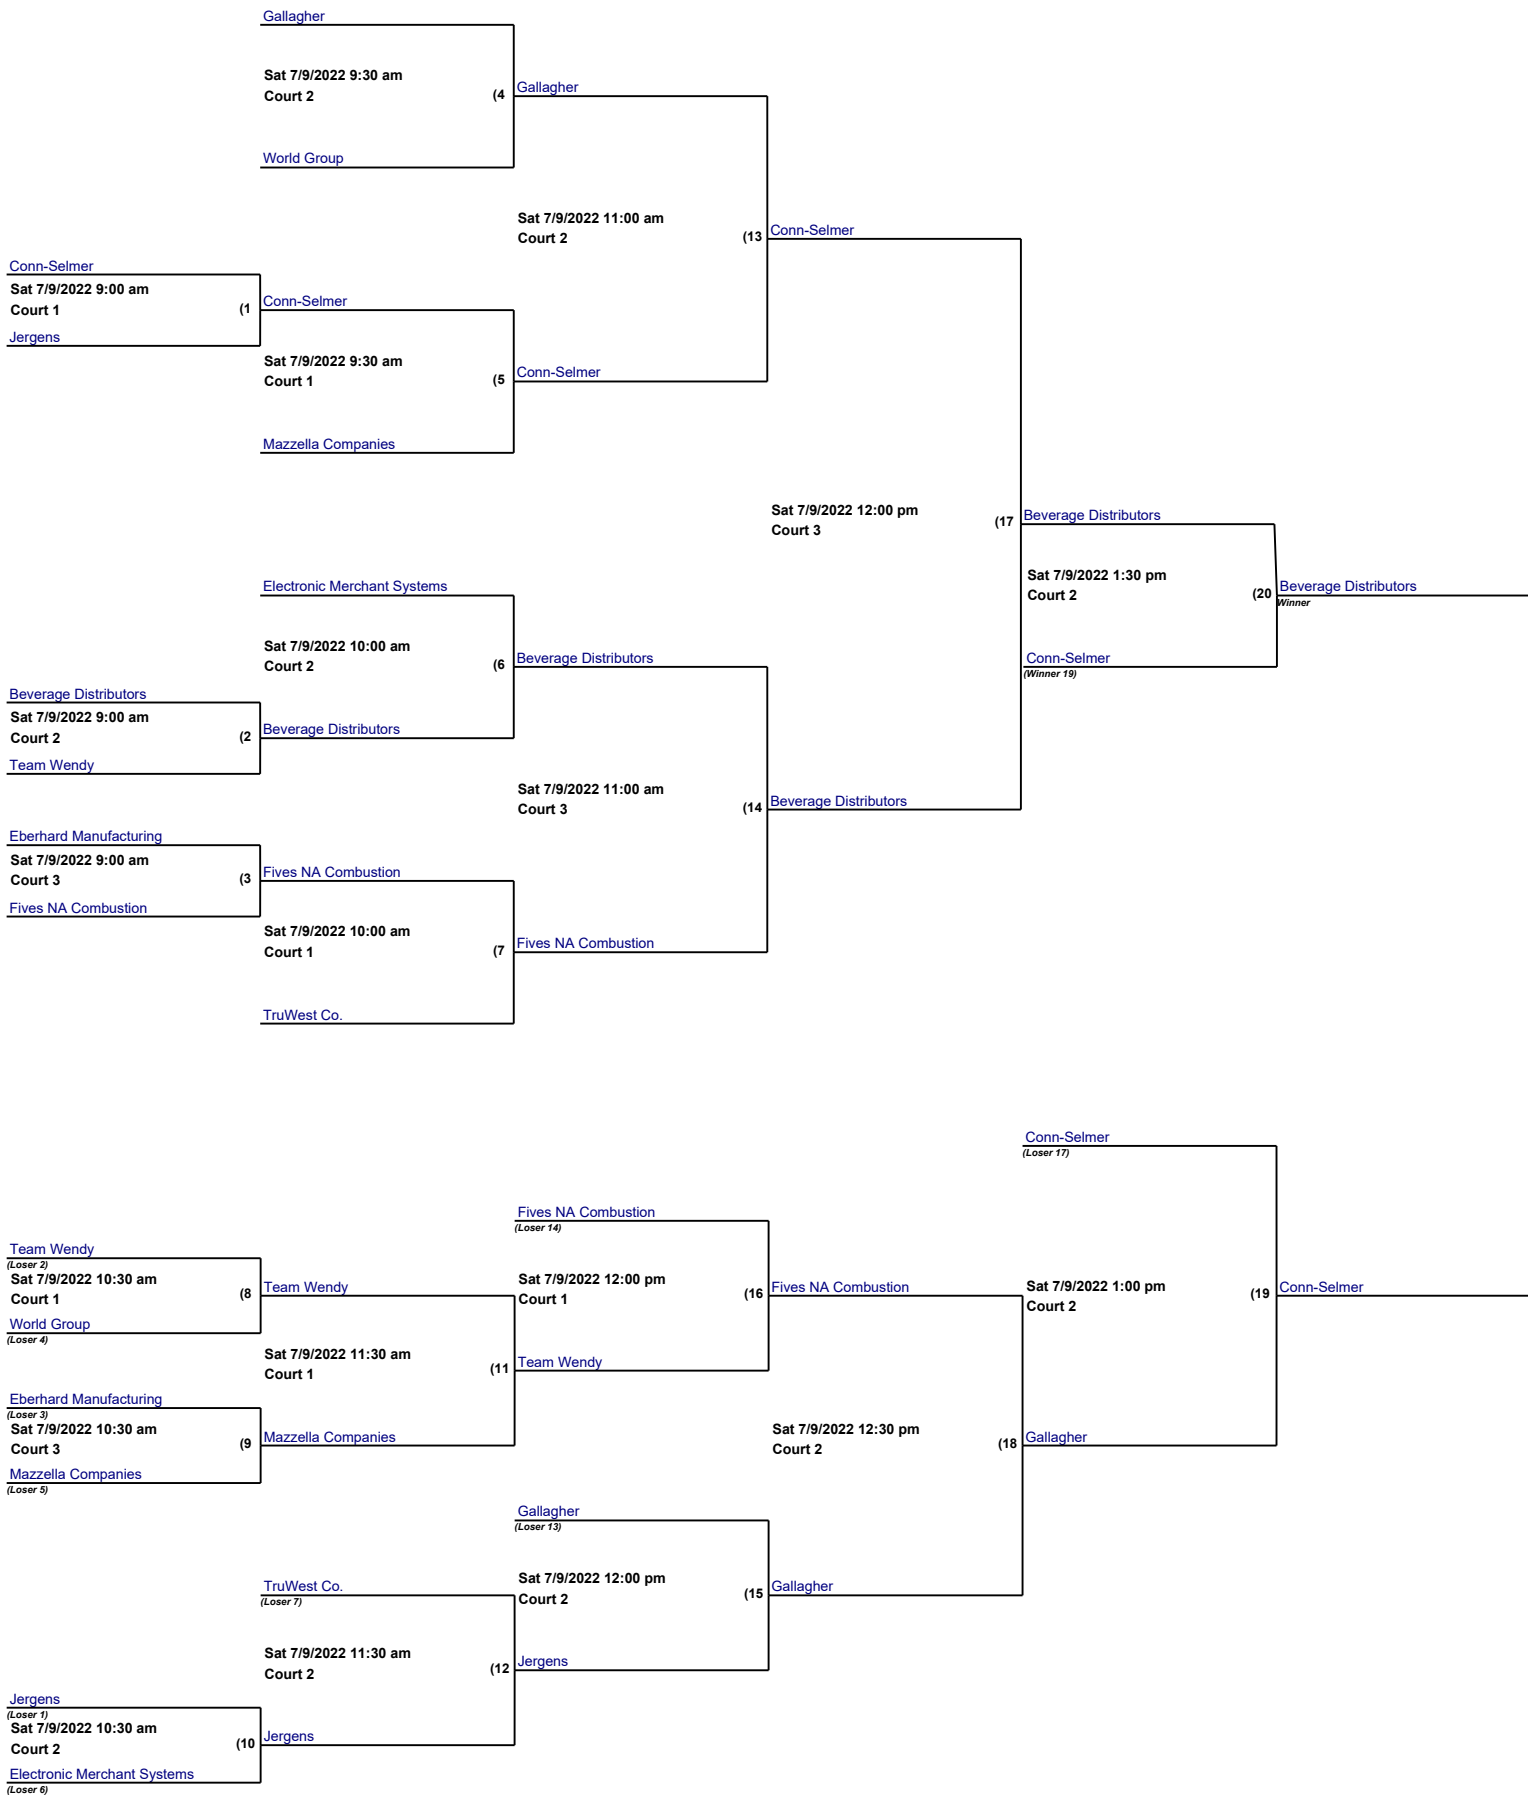 Gallagher
Sat 7/9/2022 9:30 am
Court 2
(4
Gallagher
World Group
Sat 7/9/2022 11:00 am
Court 2
(13
Conn-Selmer
Conn-Selmer
Sat 7/9/2022 9:00 am
Court 1
(1
Conn-Selmer
Jergens
Sat 7/9/2022 9:30 am
Court 1
(5
Conn-Selmer
Mazzella Companies
Sat 7/9/2022 12:00 pm
Court 3
(17
Beverage Distributors
Electronic Merchant Systems
Sat 7/9/2022 1:30 pm
Court 2
(20
Beverage Distributors
Winner
Sat 7/9/2022 10:00 am
Court 2
(6
Beverage Distributors
Conn-Selmer
(Winner 19)
Beverage Distributors
Sat 7/9/2022 9:00 am
Court 2
(2
Beverage Distributors
Team Wendy
Sat 7/9/2022 11:00 am
Court 3
(14
Beverage Distributors
Eberhard Manufacturing
Sat 7/9/2022 9:00 am
Court 3
(3
Fives NA Combustion
Fives NA Combustion
Sat 7/9/2022 10:00 am
Court 1
(7
Fives NA Combustion
TruWest Co.
Conn-Selmer
(Loser 17)
Fives NA Combustion
(Loser 14)
Team Wendy
(Loser 2)
Sat 7/9/2022 10:30 am
Court 1
(8
Team Wendy
Sat 7/9/2022 12:00 pm
Court 1
(16
Fives NA Combustion
Sat 7/9/2022 1:00 pm
Court 2
(19
Conn-Selmer
World Group
(Loser 4)
Sat 7/9/2022 11:30 am
Court 1
(11
Team Wendy
Eberhard Manufacturing
(Loser 3)
Sat 7/9/2022 10:30 am
Court 3
(9
Mazzella Companies
Sat 7/9/2022 12:30 pm
Court 2
(18
Gallagher
Mazzella Companies
(Loser 5)
Gallagher
(Loser 13)
TruWest Co.
(Loser 7)
Sat 7/9/2022 12:00 pm
Court 2
(15
Gallagher
Sat 7/9/2022 11:30 am
Court 2
(12
Jergens
Jergens
(Loser 1)
Sat 7/9/2022 10:30 am
Court 2
(10
Jergens
Electronic Merchant Systems
(Loser 6)